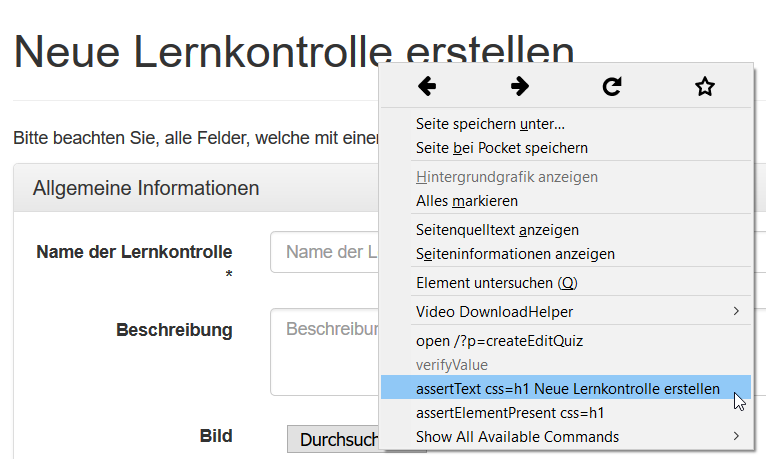 Neue Lernkontrolle erstellen
Bitte beachten Sie, alle Felder, welche mit einer
Allgemeine Informationen
Name der Lernkontrolle
*
Name der L
Beschreibung
Beschreibun
Bild
Durchsuch
Seite speichern unter...
Seite bei Pocket speichern
Hintergrundgrafik anzeigen
Alles markieren
Seitenquelltext anzeigen
Seiteninformationen anzeigen
Element untersuchen (Q)
Video DownloadHelper
open /?p=createEditQuiz
verifyValue
assertText css=h1 Neue Lernkontrolle erstellen
assertElementPresent css=h1
Show All Available Commands